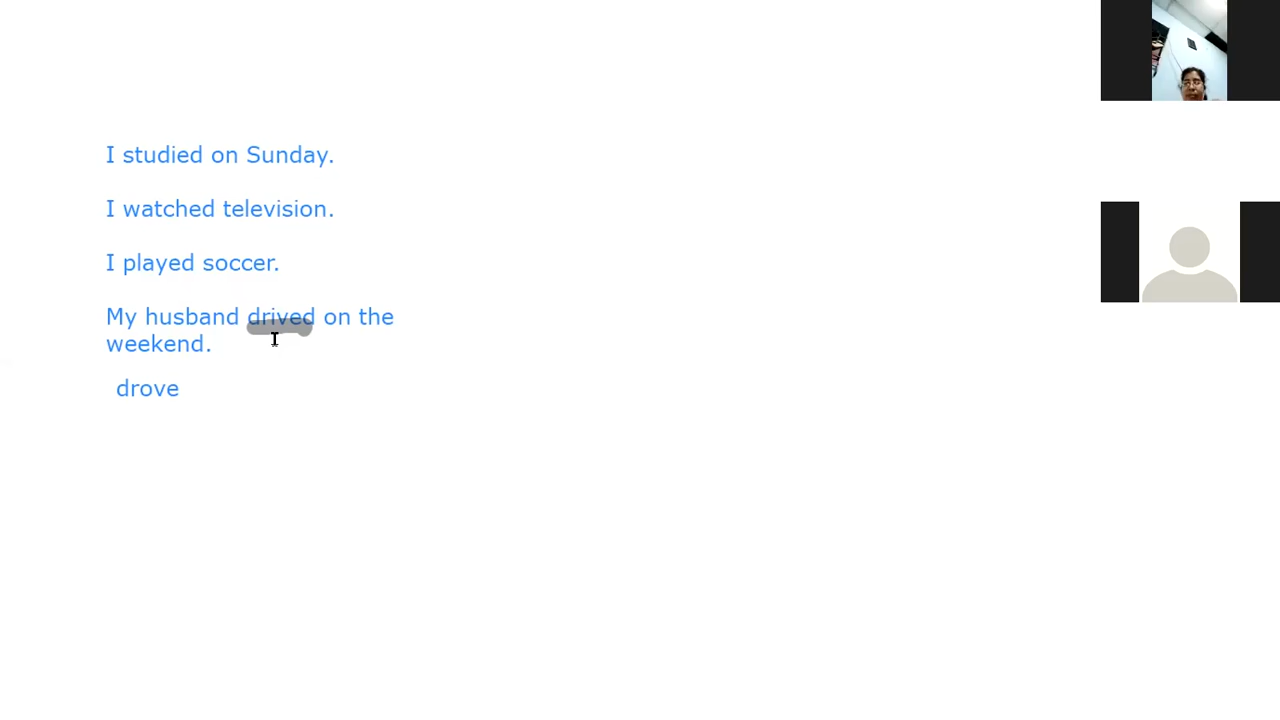 I studied on Sunday.
I watched television.
I played soccer.
My husband drived on the
weekend.
drove